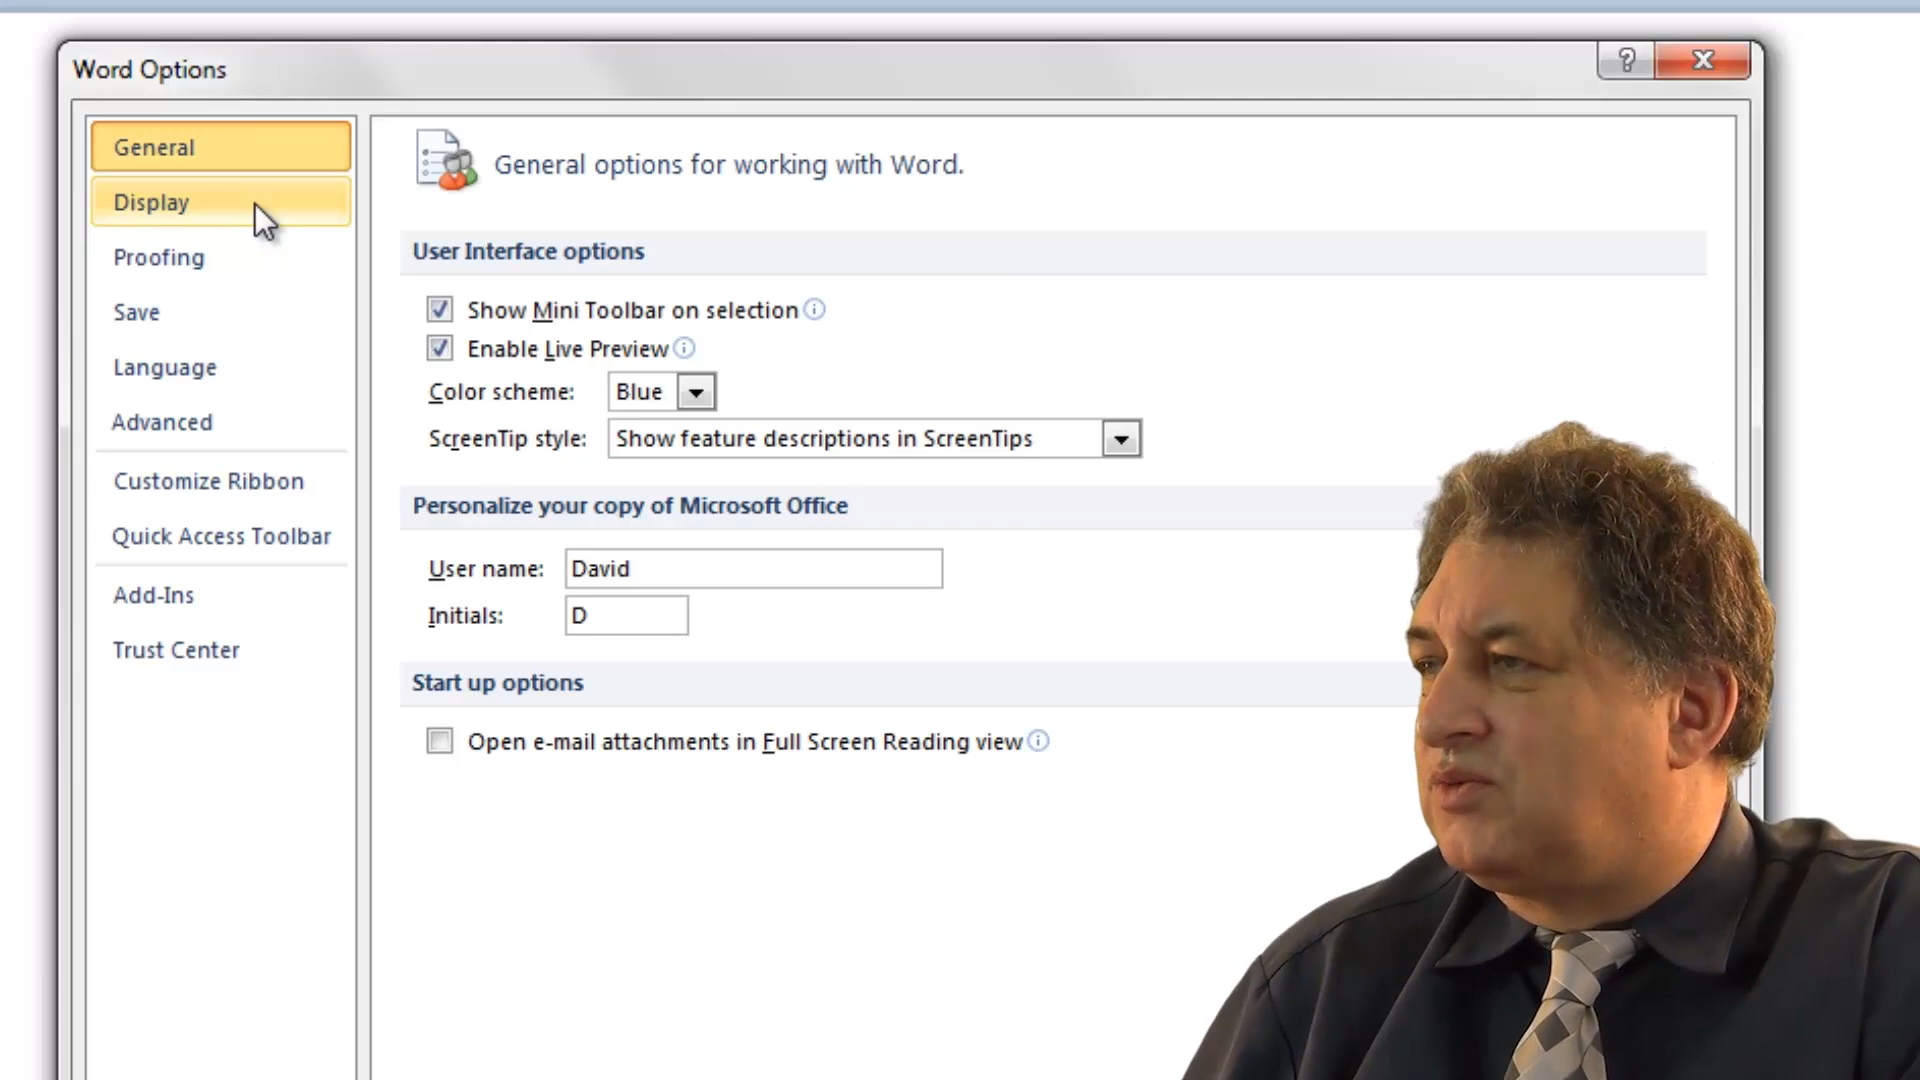 Word Options
General
Display
Proofing
Save
Language
Advanced
Customize Ribbon
Quick Access Toolbar
Add-Ins
Trust Center
General options for working with Word.
User Interface options
Show Mini Toolbar on selection
Enable Live Preview
Color scheme: Blue
ScreenTip style: Show feature descriptions in ScreenTips
Personalize your copy of Microsoft Office
User name: David
Initials: D
Start up options
Open e-mail attachments in Full Screen Reading view